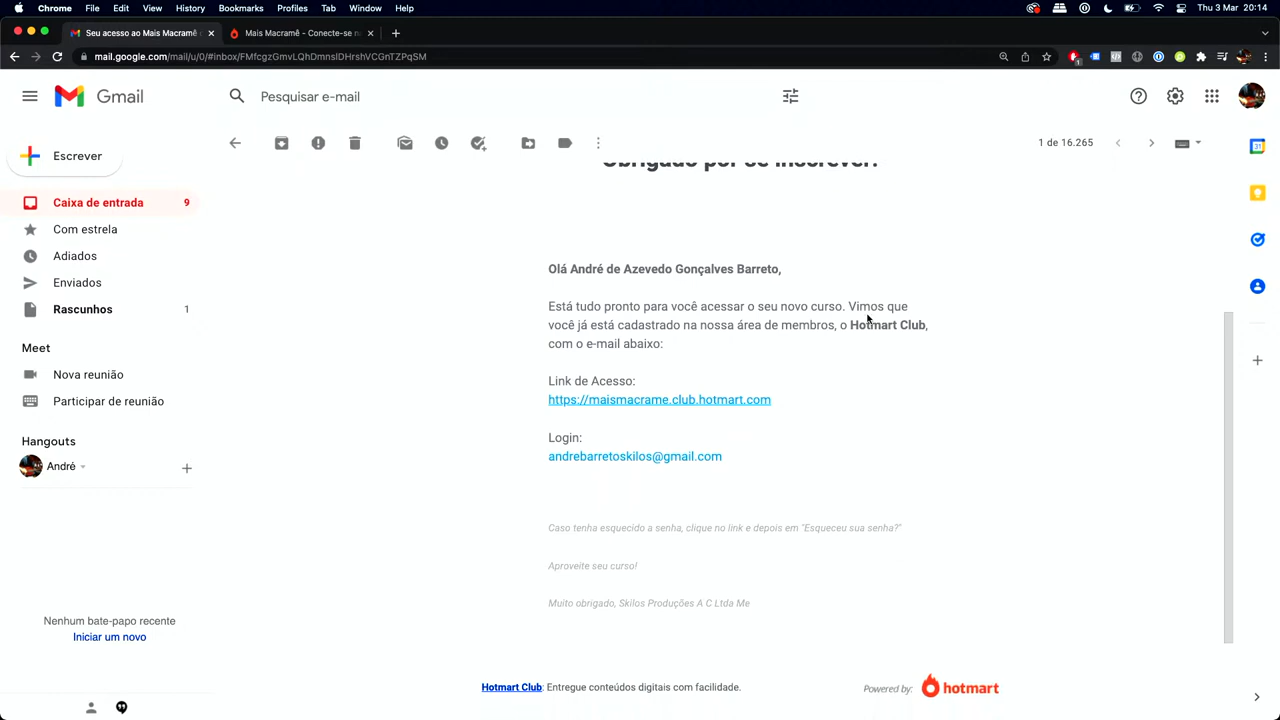 Chrome File Edit View History Bookmarks Profiles Tab Window Help
Thu 3 Mar 20:14
Seu acesso ao Mais Macramê
Mais Macramê - Conecte-se n
mail.google.com/mail/u/0/#inbox/FMfcgzGmvLQhDmnslDHrshVCGnTZPqSM
Gmail
Pesquisar e-mail
1 de 16.265
Obrigado por se inscrever!
Escrever
Caixa de entrada 9
Com estrela
Adiados
Enviados
Rascunhos 1
Meet
Nova reunião
Participar de reunião
Hangouts
André
Nenhum bate-papo recente
Iniciar um novo
Olá André de Azevedo Gonçalves Barreto,
Está tudo pronto para você acessar o seu novo curso. Vimos que
você já está cadastrado na nossa área de membros, o Hotmart Club,
com o e-mail abaixo:
Link de Acesso:
https://maismacrame.club.hotmart.com
Login:
andrebarretoskilos@gmail.com
Caso tenha esquecido a senha, clique no link e depois em "Esqueceu sua senha?"
Aproveite seu curso!
Muito obrigado, Skilos Produções A C Ltda Me
Hotmart Club: Entregue conteúdos digitais com facilidade.
Powered by: hotmart